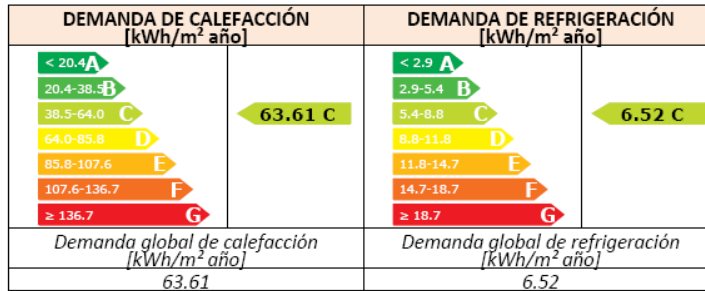 DEMANDA DE CALEFACCIÓN
[kWh/m² año]
< 20.4 A
20.4-38.5 B
38.5-64.0 C
64.0-85.8 D
85.8-107.6 E
107.6-136.7 F
≥ 136.7 G
63.61 C
Demanda global de calefacción
[kWh/m² año]
63.61
DEMANDA DE REFRIGERACIÓN
[kWh/m² año]
< 2.9 A
2.9-5.4 B
5.4-8.8 C
8.8-11.8 D
11.8-14.7 E
14.7-18.7 F
≥ 18.7 G
6.52 C
Demanda global de refrigeración
[kWh/m² año]
6.52